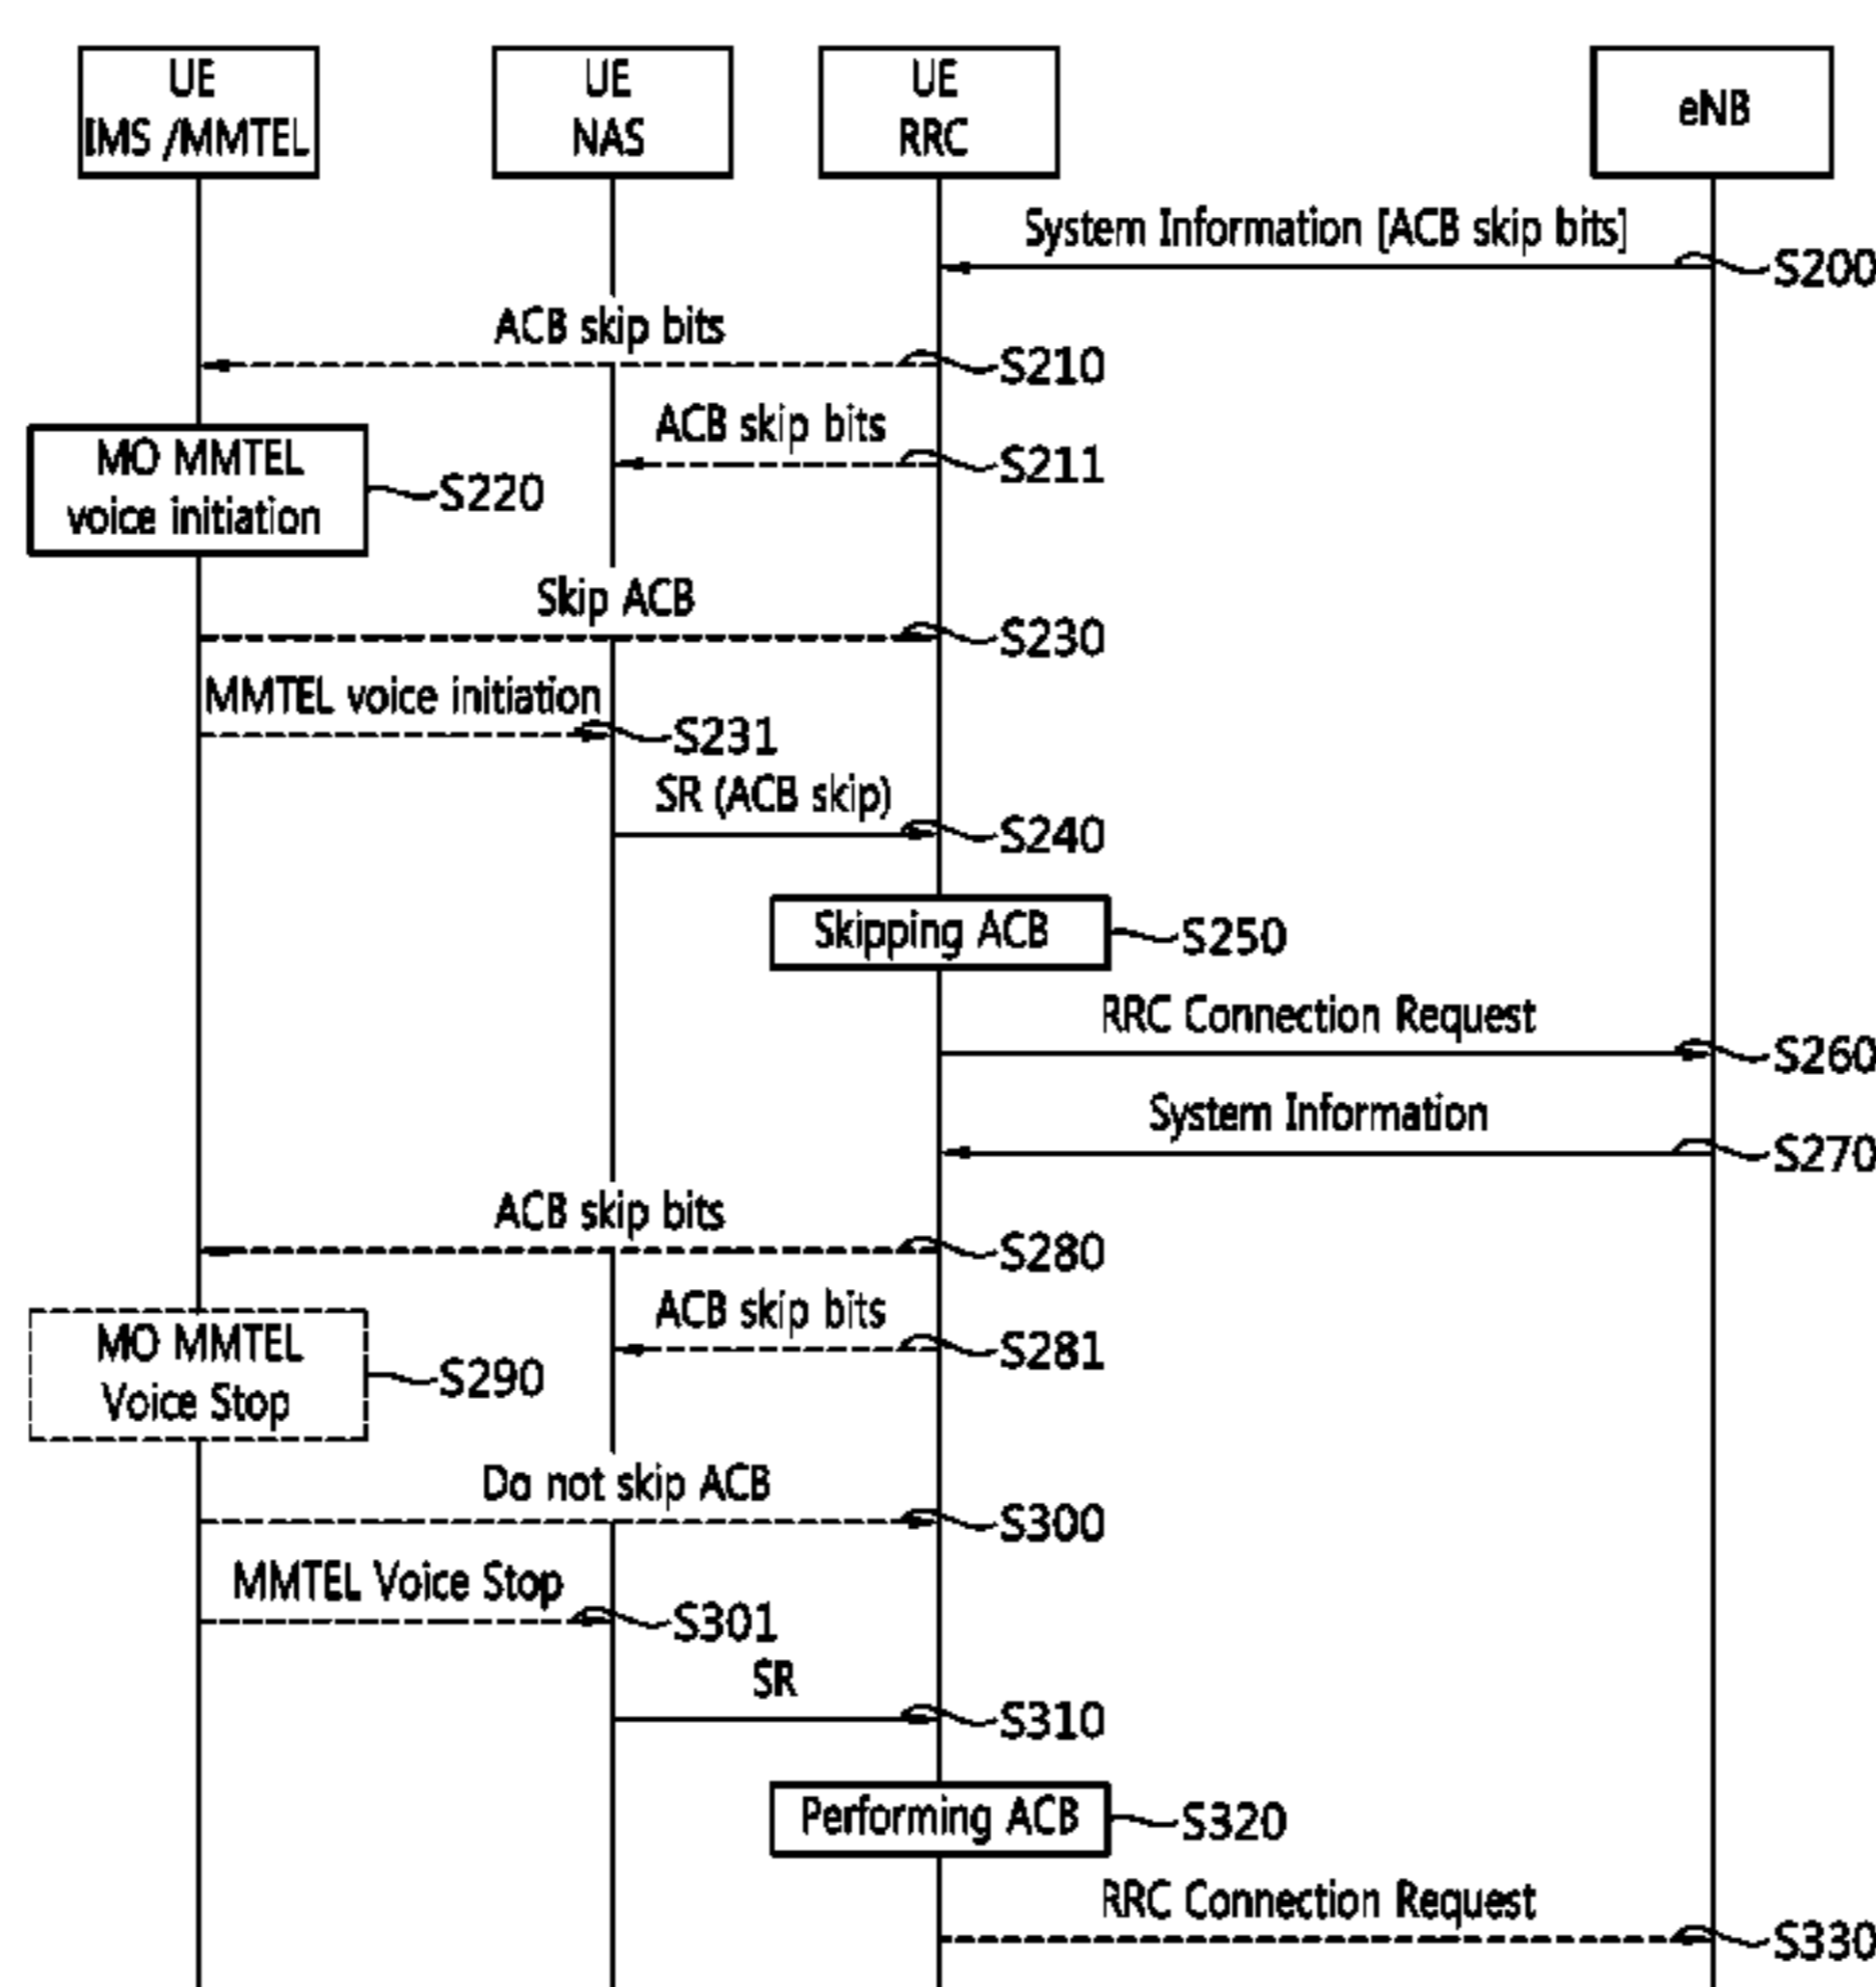 UE
IMS /MMTEL
UE
NAS
UE
RRC
eNB
System Information [ACB skip bits]
S200
ACB skip bits
S210
ACB skip bits
S211
MO MMTEL
voice initiation
S220
Skip ACB
S230
MMTEL voice initiation
S231
SR (ACB skip)
S240
Skipping ACB
S250
RRC Connection Request
S260
System Information
S270
ACB skip bits
S280
ACB skip bits
S281
MO MMTEL
Voice Stop
S290
Do not skip ACB
S300
MMTEL Voice Stop
S301
SR
S310
Performing ACB
S320
RRC Connection Request
S330